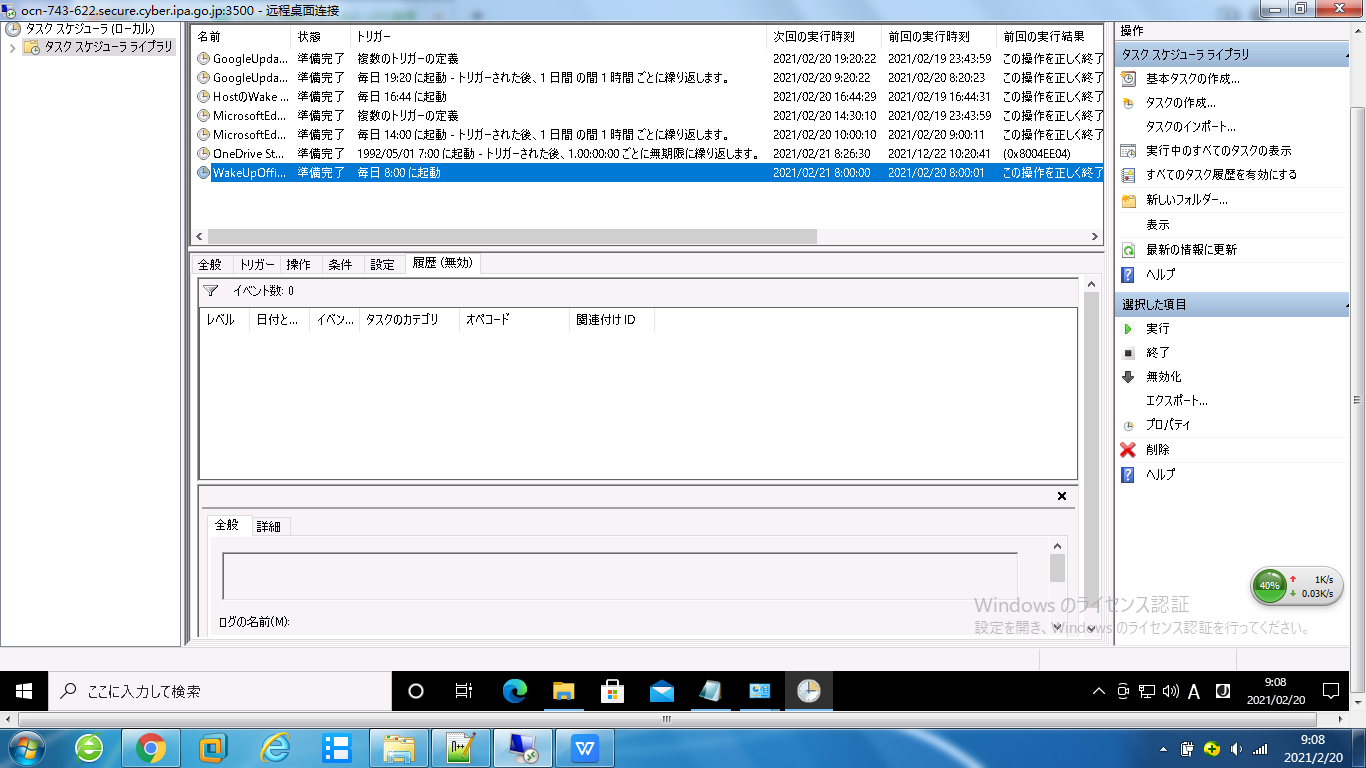 ocn-743-622.secure.cyber.ipa.go.jp:3500 - 远程桌面连接
タスク スケジューラ (ローカル)
タスク スケジューラ ライブラリ
名前 状態 トリガー 次回の実行時刻 前回の実行時刻 前回の実行結果
GoogleUpda... 準備完了 複数のトリガーの定義 2021/02/20 19:20:22 2021/02/19 23:43:59 この操作を正しく終了
GoogleUpda... 準備完了 毎日 19:20 に起動 - トリガーされた後、1 日間 の間 1 時間 ごとに繰り返します。 2021/02/20 9:20:22 2021/02/20 8:20:23 この操作を正しく終了
HostのWake ... 準備完了 毎日 16:44 に起動 2021/02/20 16:44:29 2021/02/19 16:44:31 この操作を正しく終了
MicrosoftEd... 準備完了 複数のトリガーの定義 2021/02/20 14:30:10 2021/02/19 23:43:59 この操作を正しく終了
MicrosoftEd... 準備完了 毎日 14:00 に起動 - トリガーされた後、1 日間 の間 1 時間 ごとに繰り返します。 2021/02/20 10:00:10 2021/02/20 9:00:11 この操作を正しく終了
OneDrive St... 準備完了 1992/05/01 7:00 に起動 - トリガーされた後、1.00:00:00 ごとに無期限に繰り返します。 2021/02/21 8:26:30 2021/12/22 10:20:41 (0x8004EE04)
WakeUpOffi... 準備完了 毎日 8:00 に起動 2021/02/21 8:00:00 2021/02/20 8:00:01 この操作を正しく終了
全般 トリガー 操作 条件 設定 履歴 (無効)
イベント数: 0
レベル 日付と... イベン... タスクのカテゴリ オペコード 関連付け ID
全般 詳細
ログの名前(M):
操作
タスク スケジューラ ライブラリ
基本タスクの作成...
タスクの作成...
タスクのインポート...
実行中のすべてのタスクの表示
すべてのタスク履歴を有効にする
新しいフォルダー...
表示
最新の情報に更新
ヘルプ
選択した項目
実行
終了
無効化
エクスポート...
プロパティ
削除
ヘルプ
40% 1K/s
0.03K/s
Windows のライセンス認証
設定を開き、Windows のライセンス認証を行ってください。
ここに入力して検索
A
9:08
2021/02/20
9:08
2021/2/20